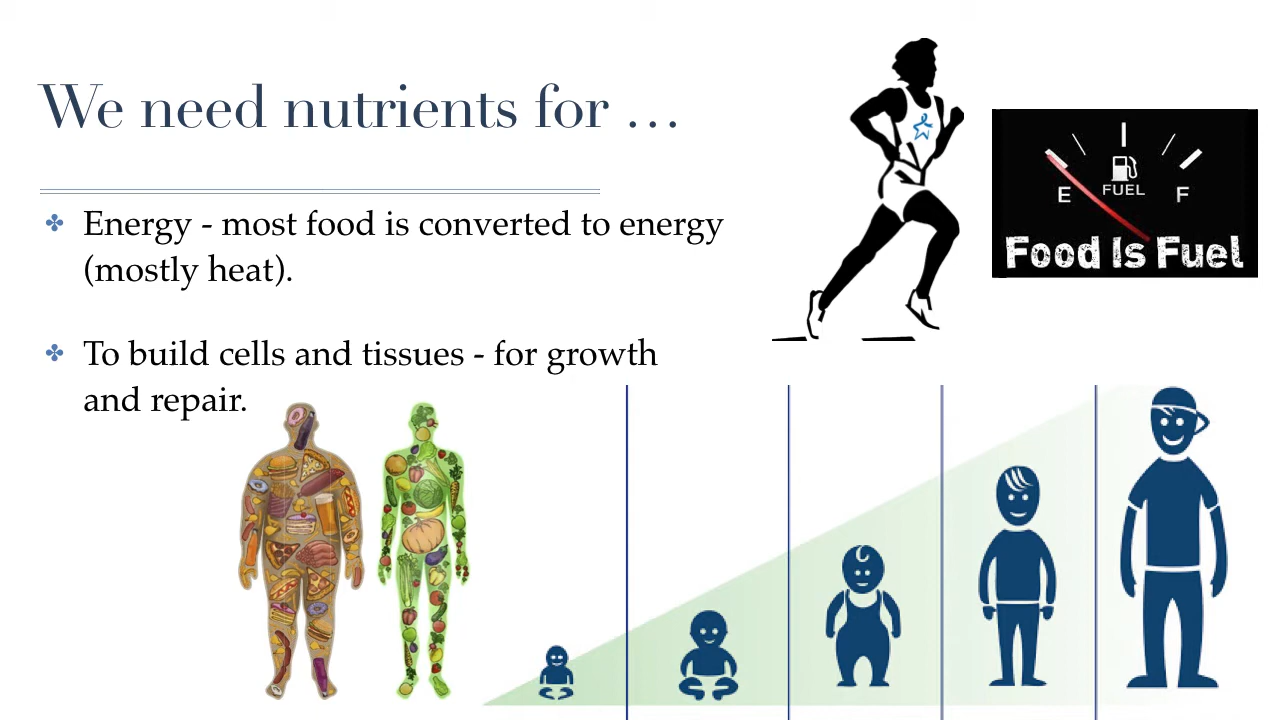 We need nutrients for …
Energy - most food is converted to energy
(mostly heat).
To build cells and tissues - for growth
and repair.
E FUEL F
Food Is Fuel